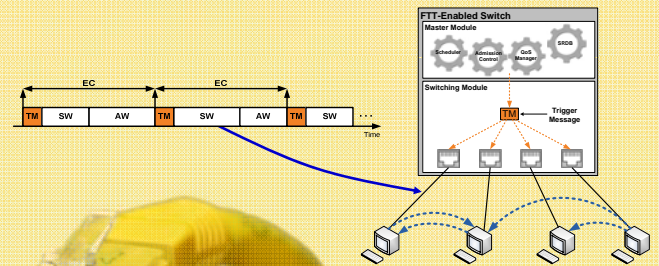 FTT-Enabled Switch
Master Module
Scheduler
Admission
Control
QoS
Manager
SRDB
Switching Module
TM
Trigger
Message
EC
EC
TM
SW
AW
TM
SW
AW
TM
SW
...
Time